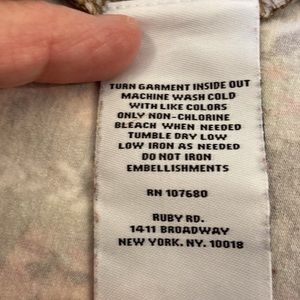 TURN GARMENT INSIDE OUT
MACHINE WASH COLD
WITH LIKE COLORS
ONLY NON-CHLORINE
BLEACH WHEN NEEDED
TUMBLE DRY LOW
LOW IRON AS NEEDED
DO NOT IRON
EMBELLISHMENTS
RN 107680
RUBY RD.
1411 BROADWAY
NEW YORK. NY. 10018